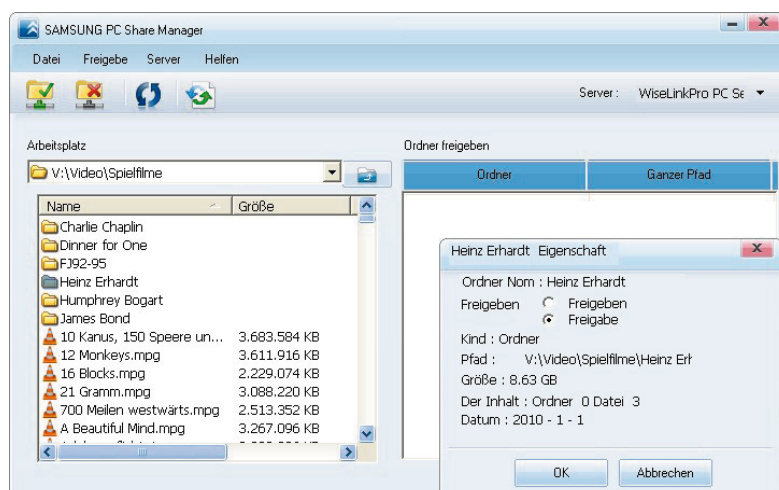 SAMSUNG PC Share Manager
Datei Freigebe Server Helfen
Server : WiseLinkPro PC Se
Arbeitsplatz
Ordner freigeben
V:\Video\Spielfilme
Ordner Ganzer Pfad
Name Größe
Charlie Chaplin
Dinner for One
FJ92-95
Heinz Erhardt
Humphrey Bogart
James Bond
10 Kanus, 150 Speere un... 3.683.584 KB
12 Monkeys.mpg 3.611.916 KB
16 Blocks.mpg 2.229.074 KB
21 Gramm.mpg 3.088.220 KB
700 Meilen westwärts.mpg 2.513.352 KB
A Beautiful Mind.mpg 3.267.096 KB
Heinz Erhardt Eigenschaft
Ordner Nom : Heinz Erhardt
Freigeben Freigeben
Freigabe
Kind : Ordner
Pfad : V:\Video\Spielfilme\Heinz Erh
Größe : 8.63 GB
Der Inhalt : Ordner 0 Datei 3
Datum : 2010 - 1 - 1
OK Abbrechen